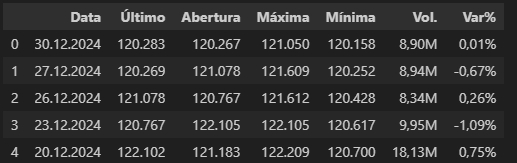 Data Último Abertura Máxima Mínima Vol. Var%
0 30.12.2024 120.283 120.267 121.050 120.158 8,90M 0,01%
1 27.12.2024 120.269 121.078 121.609 120.252 8,94M -0,67%
2 26.12.2024 121.078 120.767 121.612 120.428 8,34M 0,26%
3 23.12.2024 120.767 122.105 122.105 120.617 9,95M -1,09%
4 20.12.2024 122.102 121.183 122.209 120.700 18,13M 0,75%